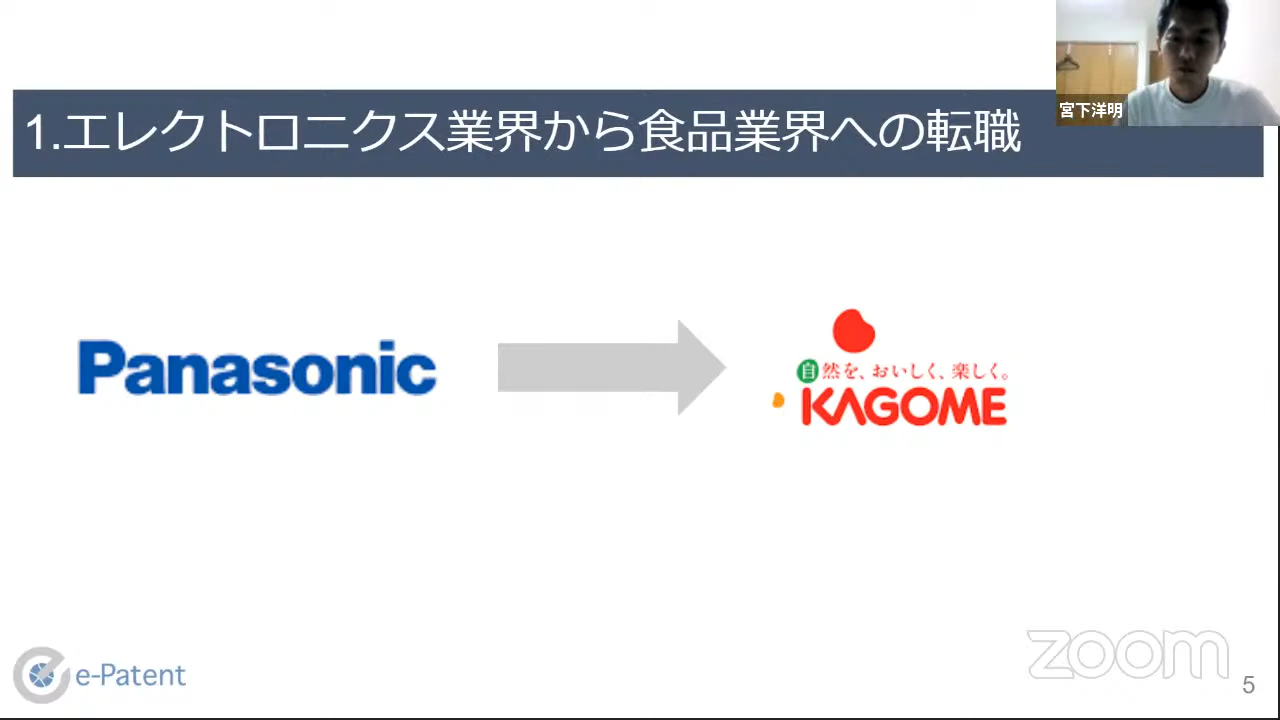 宮下洋明
1.エレクトロニクス業界から食品業界への転職
Panasonic
自然を、おいしく、楽しく。
KAGOME
e-Patent
zoom
5